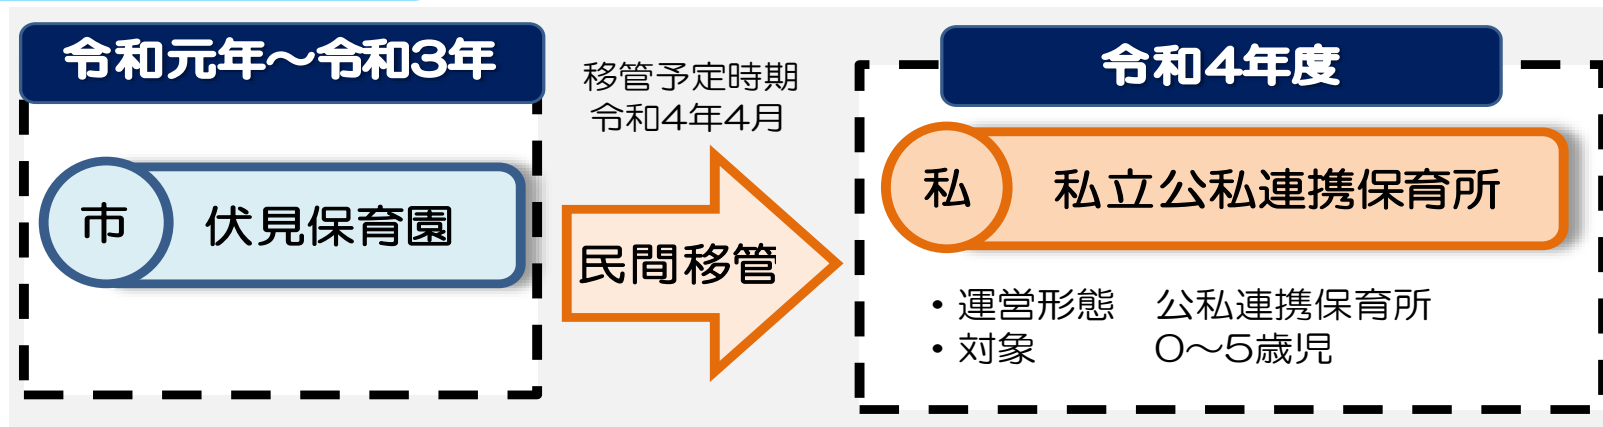 令和元年～令和3年
市 伏見保育園
移管予定時期
令和4年4月
民間移管
令和4年度
私 私立公私連携保育所
・運営形態　公私連携保育所
・対象　　　0～5歳児